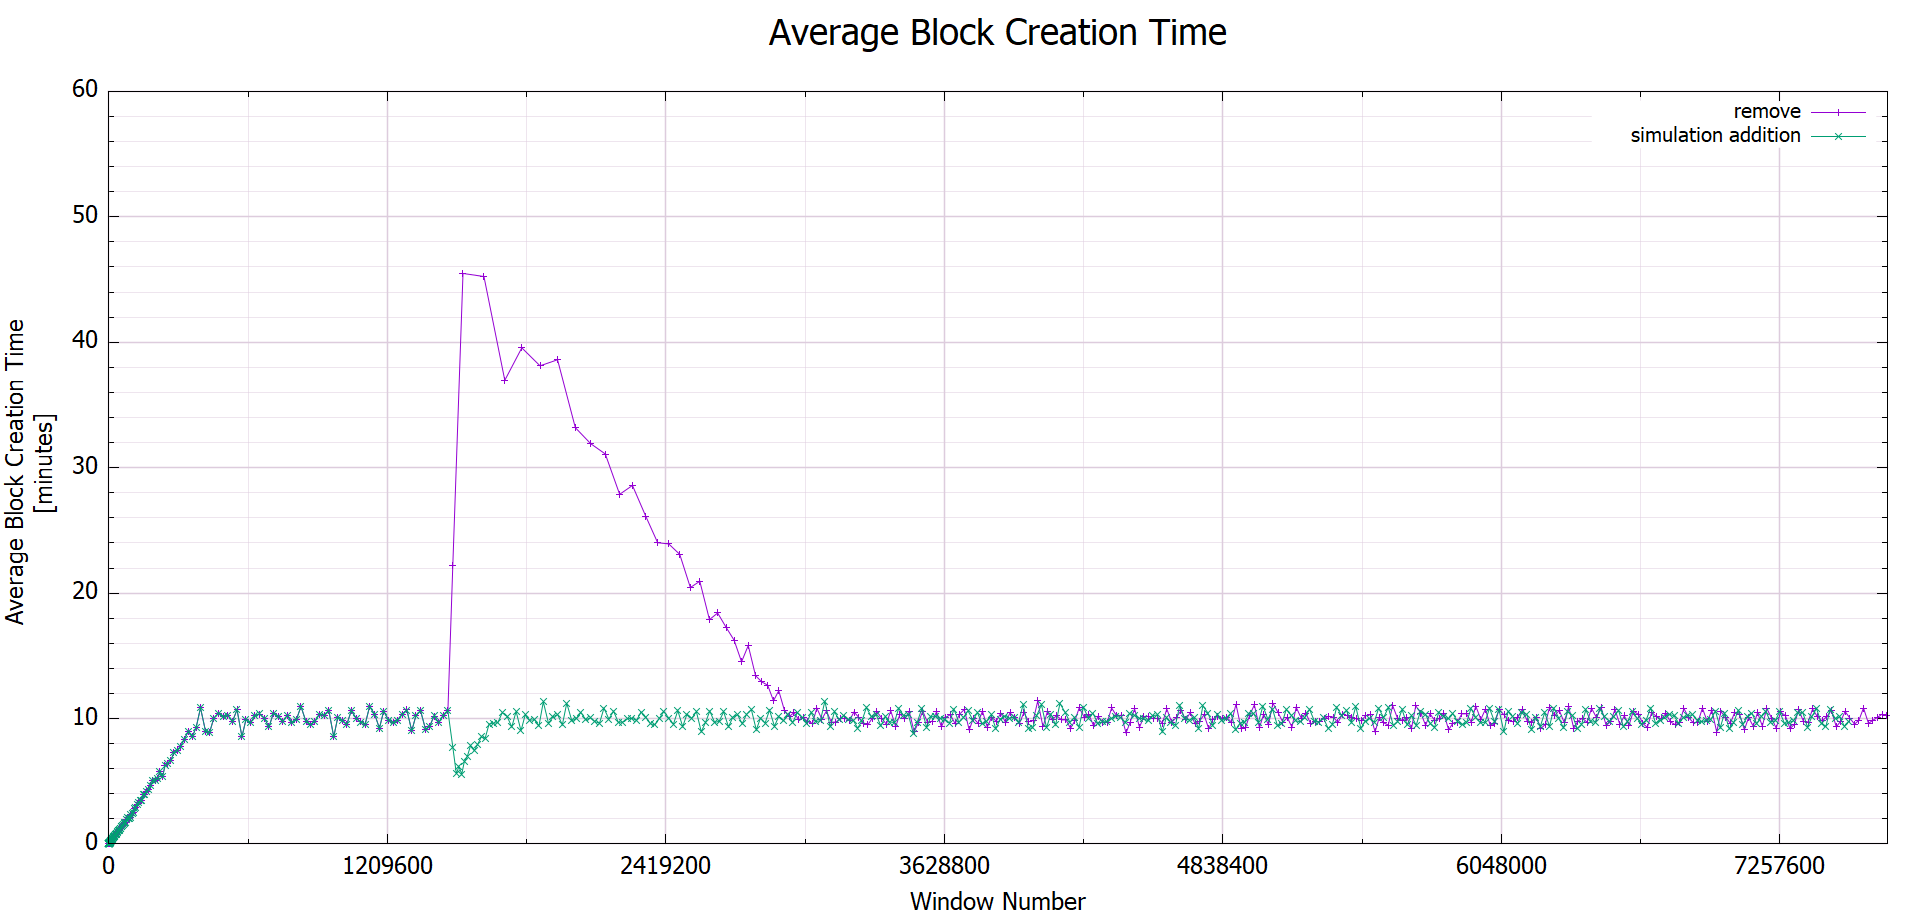 Average Block Creation Time
60
50
40
30
20
10
0
Average Block Creation Time
[minutes]
remove
simulation addition
0 1209600 2419200 3628800 4838400 6048000 7257600
Window Number